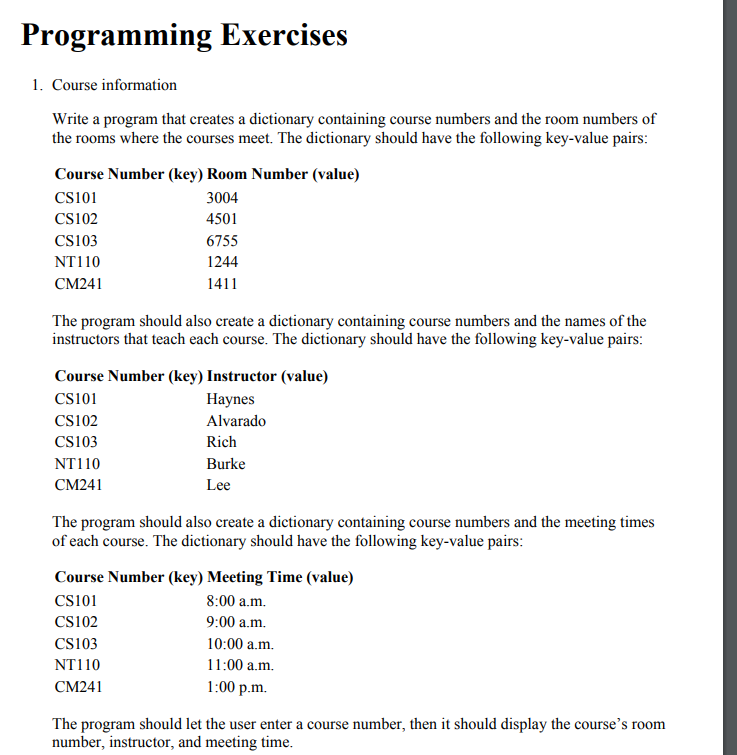 Programming Exercises
1. Course information
Write a program that creates a dictionary containing course numbers and the room numbers of
the rooms where the courses meet. The dictionary should have the following key-value pairs:
Course Number (key) Room Number (value)
CS101 3004
CS102 4501
CS103 6755
NT110 1244
CM241 1411
The program should also create a dictionary containing course numbers and the names of the
instructors that teach each course. The dictionary should have the following key-value pairs:
Course Number (key) Instructor (value)
CS101 Haynes
CS102 Alvarado
CS103 Rich
NT110 Burke
CM241 Lee
The program should also create a dictionary containing course numbers and the meeting times
of each course. The dictionary should have the following key-value pairs:
Course Number (key) Meeting Time (value)
CS101 8:00 a.m.
CS102 9:00 a.m.
CS103 10:00 a.m.
NT110 11:00 a.m.
CM241 1:00 p.m.
The program should let the user enter a course number, then it should display the course’s room
number, instructor, and meeting time.